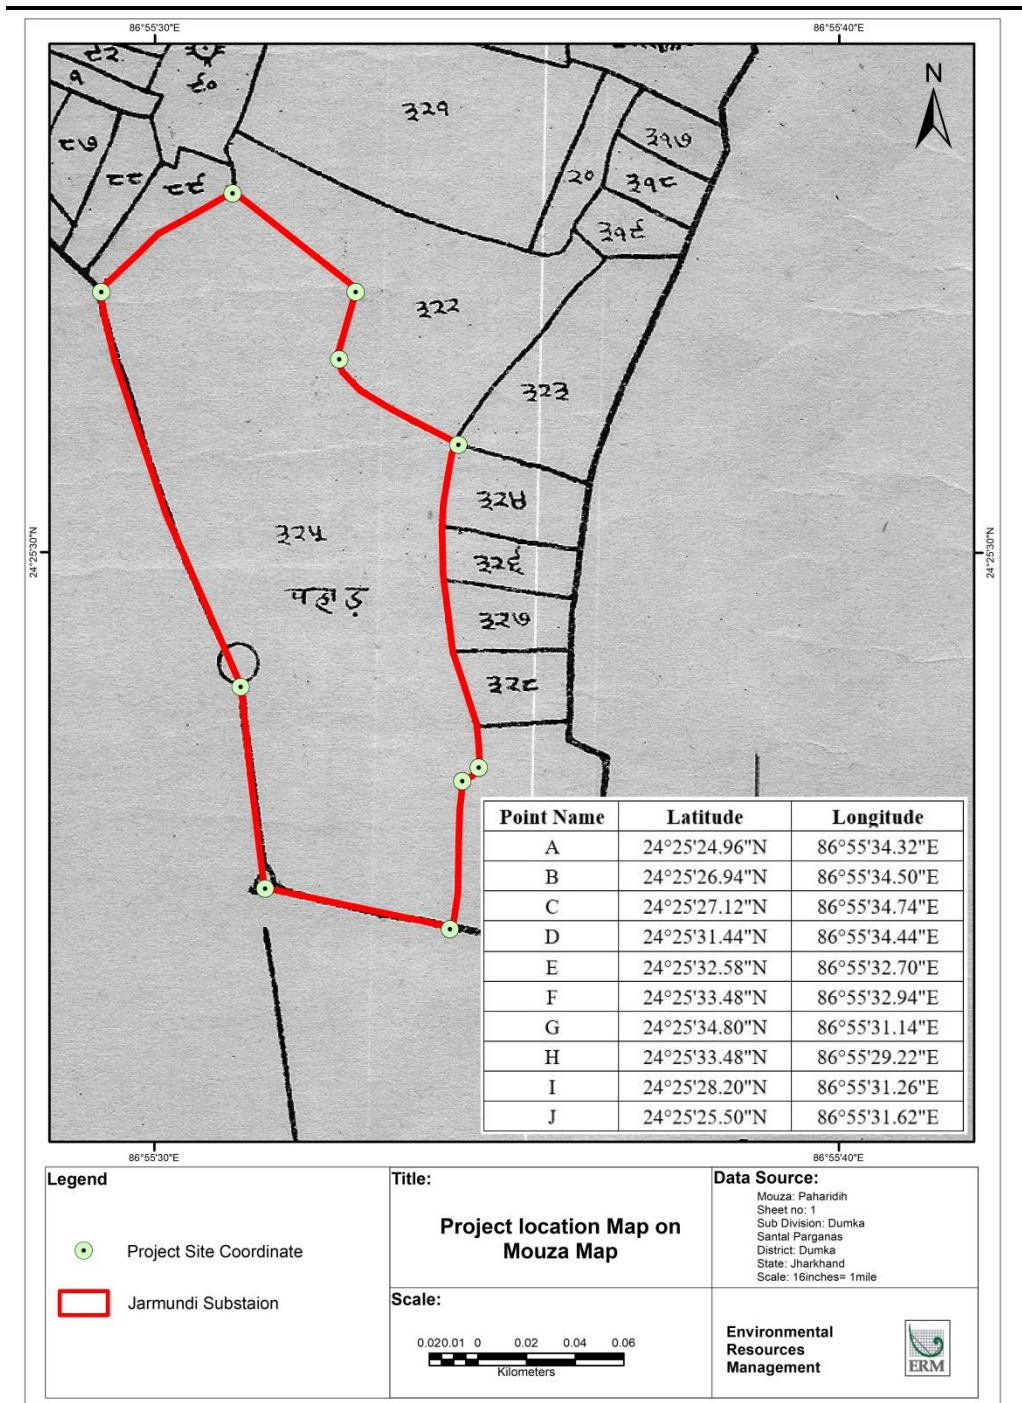 86°55'30"E 86°55'40"E
N
९
९०
३२१
३१७
८७
८८
८९
२०
३१८
३१९
३२२
३२३
३२४
३२५
३२६
पहाड़
३२७
३२८
24°25'30"N 24°25'30"N
Point Name Latitude Longitude
A 24°25'24.96"N 86°55'34.32"E
B 24°25'26.94"N 86°55'34.50"E
C 24°25'27.12"N 86°55'34.74"E
D 24°25'31.44"N 86°55'34.44"E
E 24°25'32.58"N 86°55'32.70"E
F 24°25'33.48"N 86°55'32.94"E
G 24°25'34.80"N 86°55'31.14"E
H 24°25'33.48"N 86°55'29.22"E
I 24°25'28.20"N 86°55'31.26"E
J 24°25'25.50"N 86°55'31.62"E
86°55'30"E 86°55'40"E
Legend
Project Site Coordinate
Jarmundi Substaion
Title:
Project location Map on
Mouza Map
Scale:
0.020.01 0 0.02 0.04 0.06
Kilometers
Data Source:
Mouza: Paharidih
Sheet no: 1
Sub Division: Dumka
Santal Parganas
District: Dumka
State: Jharkhand
Scale: 16inches= 1mile
Environmental
Resources
Management
ERM